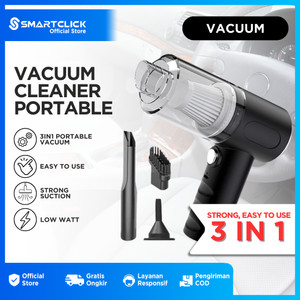 SMARTCLICK
Official Store
VACUUM
VACUUM
CLEANER
PORTABLE
3IN1 PORTABLE
VACUUM
EASY TO USE
STRONG
SUCTION
LOW WATT
STRONG, EASY TO USE
3 IN 1
Official
Store
Gratis
Ongkir
Layanan
Responsif
Pengiriman
COD